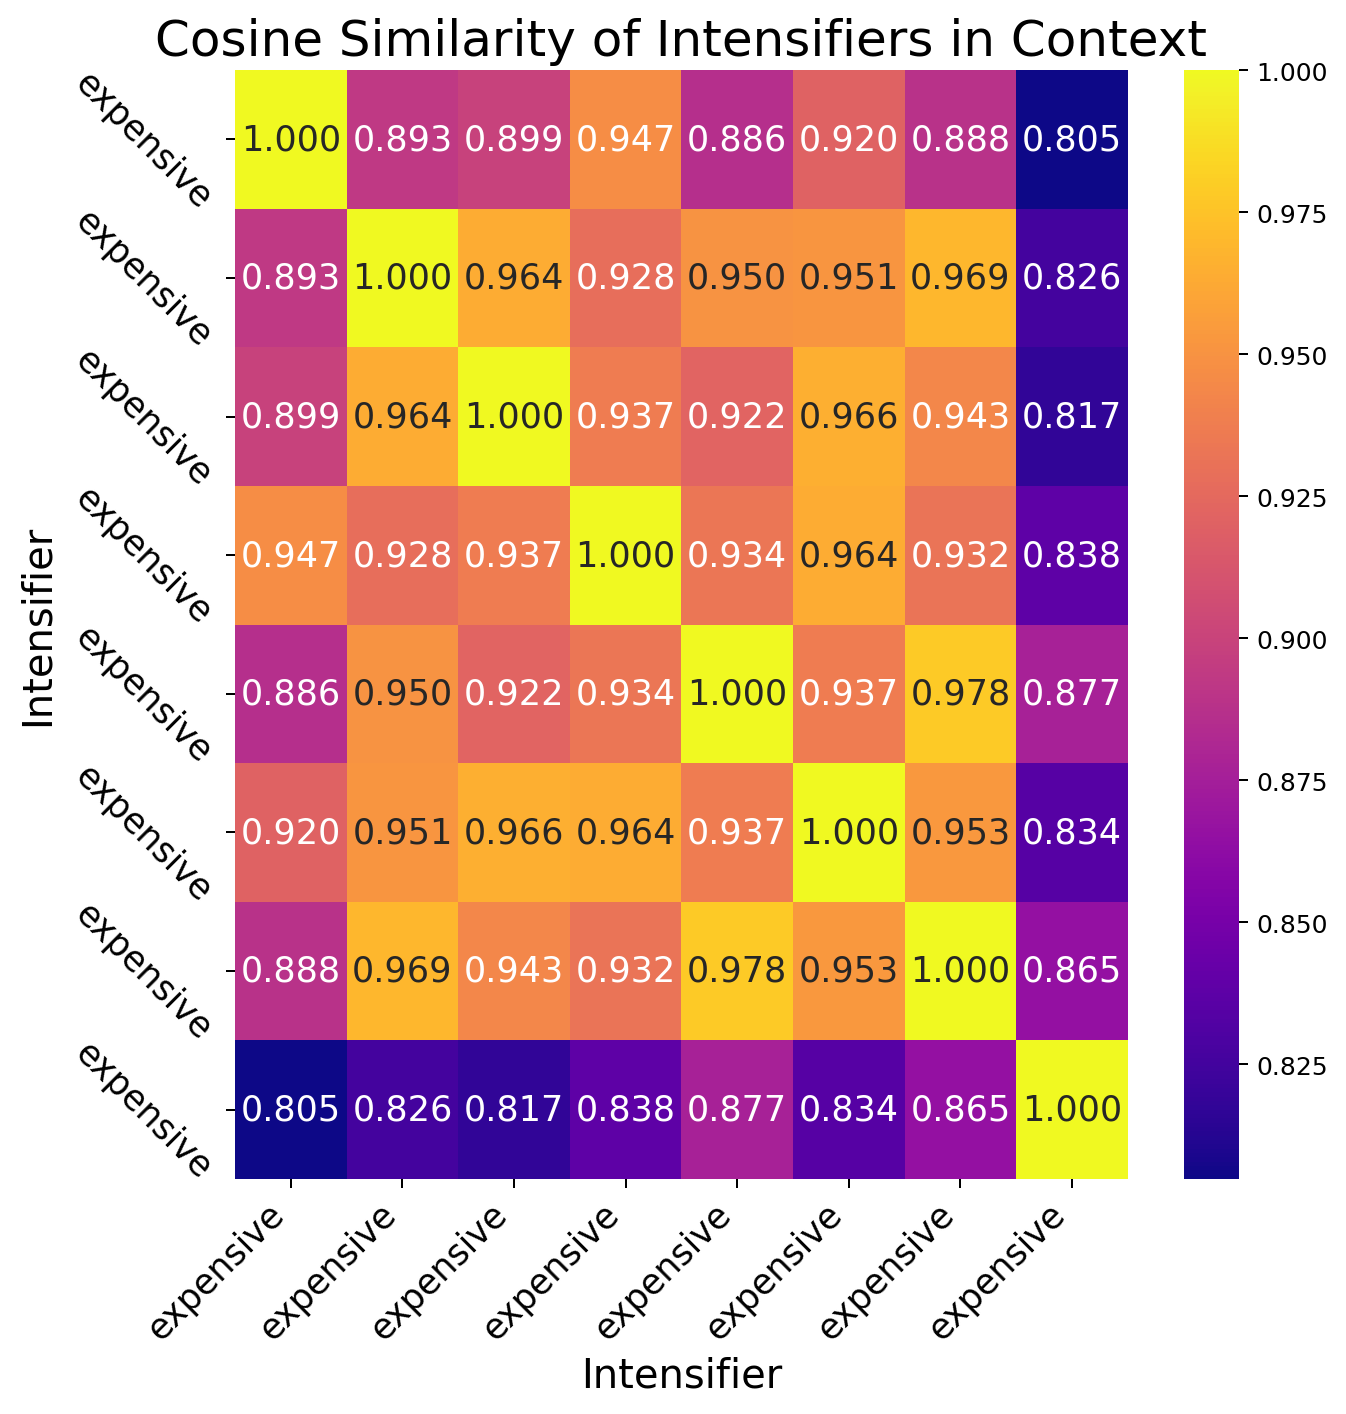 Cosine Similarity of Intensifiers in Context
expensive 1.000 0.893 0.899 0.947 0.886 0.920 0.888 0.805
expensive 0.893 1.000 0.964 0.928 0.950 0.951 0.969 0.826
expensive 0.899 0.964 1.000 0.937 0.922 0.966 0.943 0.817
expensive 0.947 0.928 0.937 1.000 0.934 0.964 0.932 0.838
expensive 0.886 0.950 0.922 0.934 1.000 0.937 0.978 0.877
expensive 0.920 0.951 0.966 0.964 0.937 1.000 0.953 0.834
expensive 0.888 0.969 0.943 0.932 0.978 0.953 1.000 0.865
expensive 0.805 0.826 0.817 0.838 0.877 0.834 0.865 1.000
Intensifier
expensive expensive expensive expensive expensive expensive expensive expensive
Intensifier
1.000
0.975
0.950
0.925
0.900
0.875
0.850
0.825